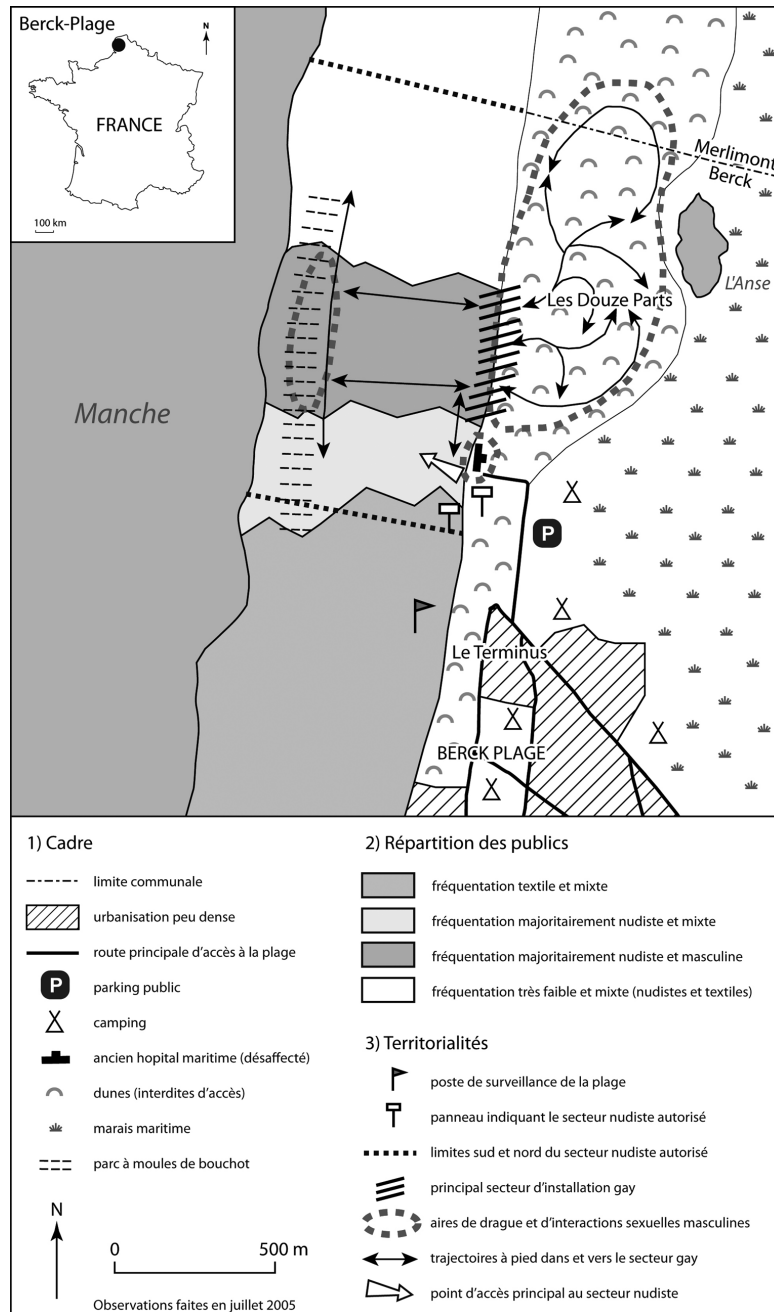 Berck-Plage
N
FRANCE
100 km
Merlimont
Berck
L'Anse
Les Douze Parts
Manche
P
Le Terminus
BERCK PLAGE
1) Cadre
limite communale
urbanisation peu dense
route principale d'accès à la plage
P
parking public
camping
ancien hopital maritime (désaffecté)
dunes (interdites d'accès)
marais maritime
parc à moules de bouchot
N
0 500 m
Observations faites en juillet 2005
2) Répartition des publics
fréquentation textile et mixte
fréquentation majoritairement nudiste et mixte
fréquentation majoritairement nudiste et masculine
fréquentation très faible et mixte (nudistes et textiles)
3) Territorialités
poste de surveillance de la plage
panneau indiquant le secteur nudiste autorisé
limites sud et nord du secteur nudiste autorisé
principal secteur d'installation gay
aires de drague et d'interactions sexuelles masculines
trajectoires à pied dans et vers le secteur gay
point d'accès principal au secteur nudiste